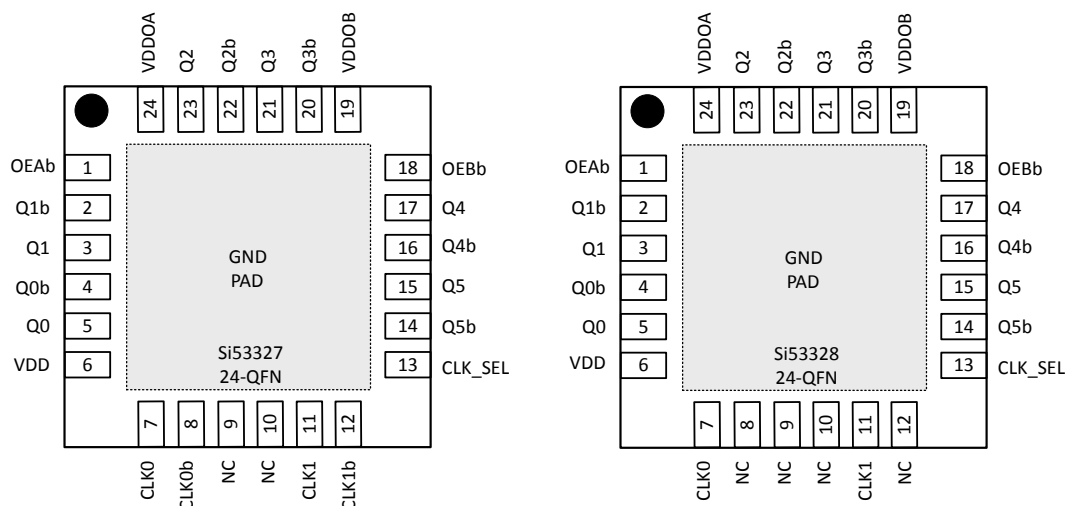 VDDOA Q2 Q2b Q3 Q3b VDDOB
24 23 22 21 20 19
OEAb 1 18 OEBb
Q1b 2 17 Q4
Q1 3 16 Q4b
Q0b 4 15 Q5
Q0 5 14 Q5b
VDD 6 13 CLK_SEL
GND
PAD
Si53327
24-QFN
7 8 9 10 11 12
CLK0 CLK0b NC NC CLK1 CLK1b
VDDOA Q2 Q2b Q3 Q3b VDDOB
24 23 22 21 20 19
OEAb 1 18 OEBb
Q1b 2 17 Q4
Q1 3 16 Q4b
Q0b 4 15 Q5
Q0 5 14 Q5b
VDD 6 13 CLK_SEL
GND
PAD
Si53328
24-QFN
7 8 9 10 11 12
CLK0 NC NC NC CLK1 NC